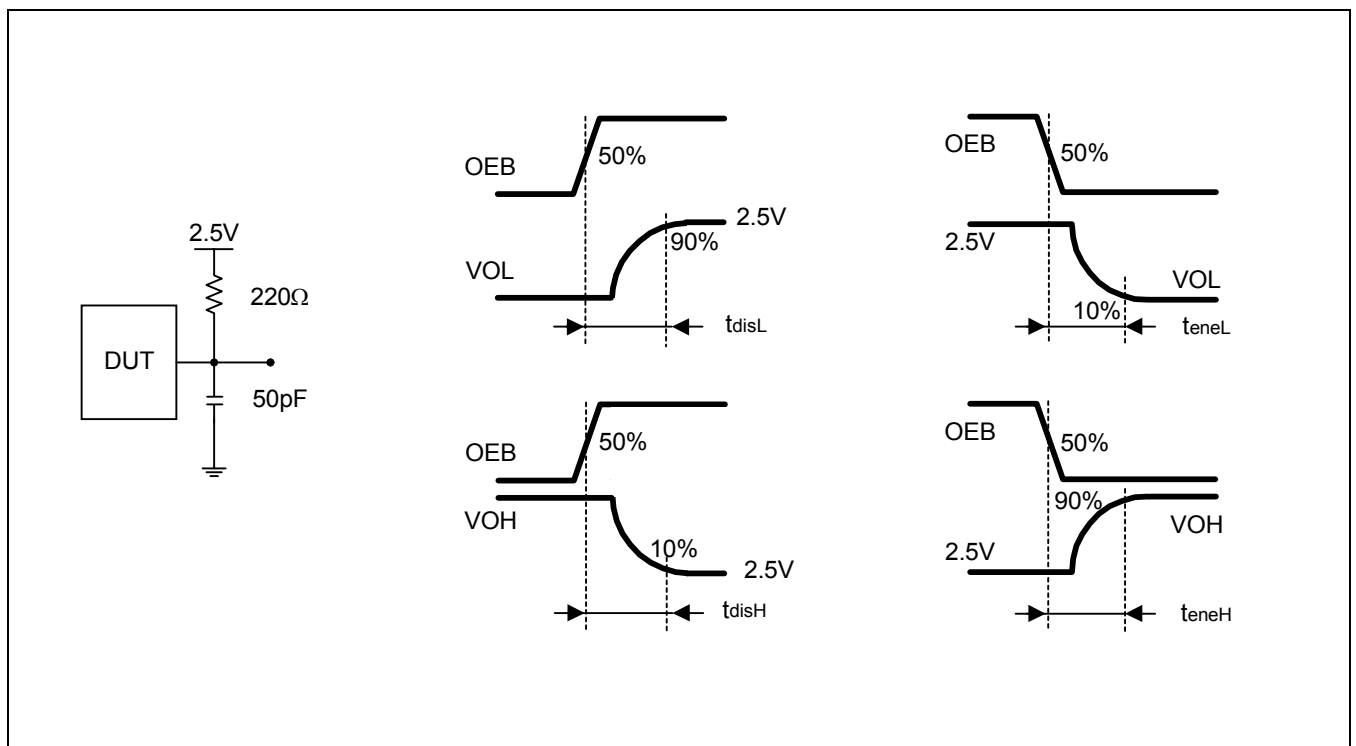 2.5V
220Ω
DUT
50pF
OEB
50%
2.5V
90%
VOL
tdisL
OEB
50%
2.5V
VOL
10%
teneL
OEB
50%
VOH
10%
2.5V
tdisH
OEB
50%
90%
VOH
2.5V
teneH